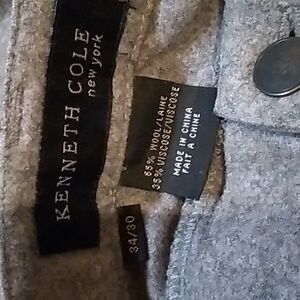 KENNETH COLE
new york
65% WOOL/LAINE
35% VISCOSE/VISCOSE
MADE IN CHINA
FAIT A CHINE
34/30